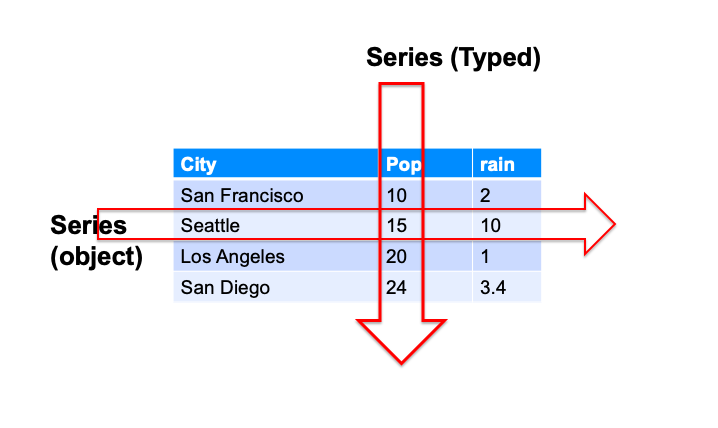 Series (Typed)
City Pop rain
San Francisco 10 2
Series
(object)
Seattle 15 10
Los Angeles 20 1
San Diego 24 3.4